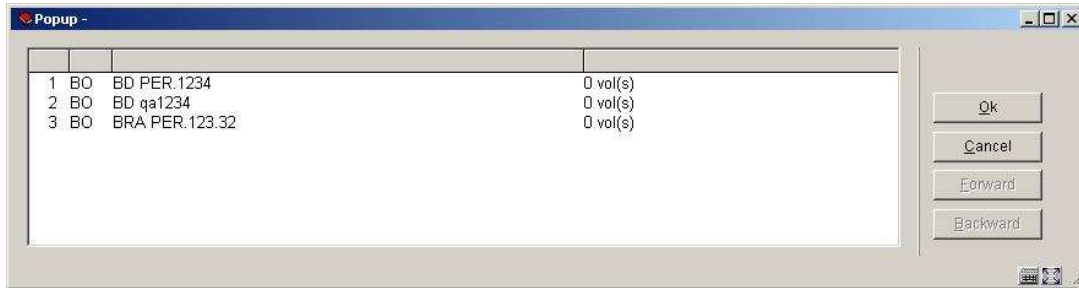 Popup -
1 BO BD PER.1234 0 vol(s)
2 BO BD qa1234 0 vol(s)
3 BO BRA PER.123.32 0 vol(s)
Ok
Cancel
Forward
Backward